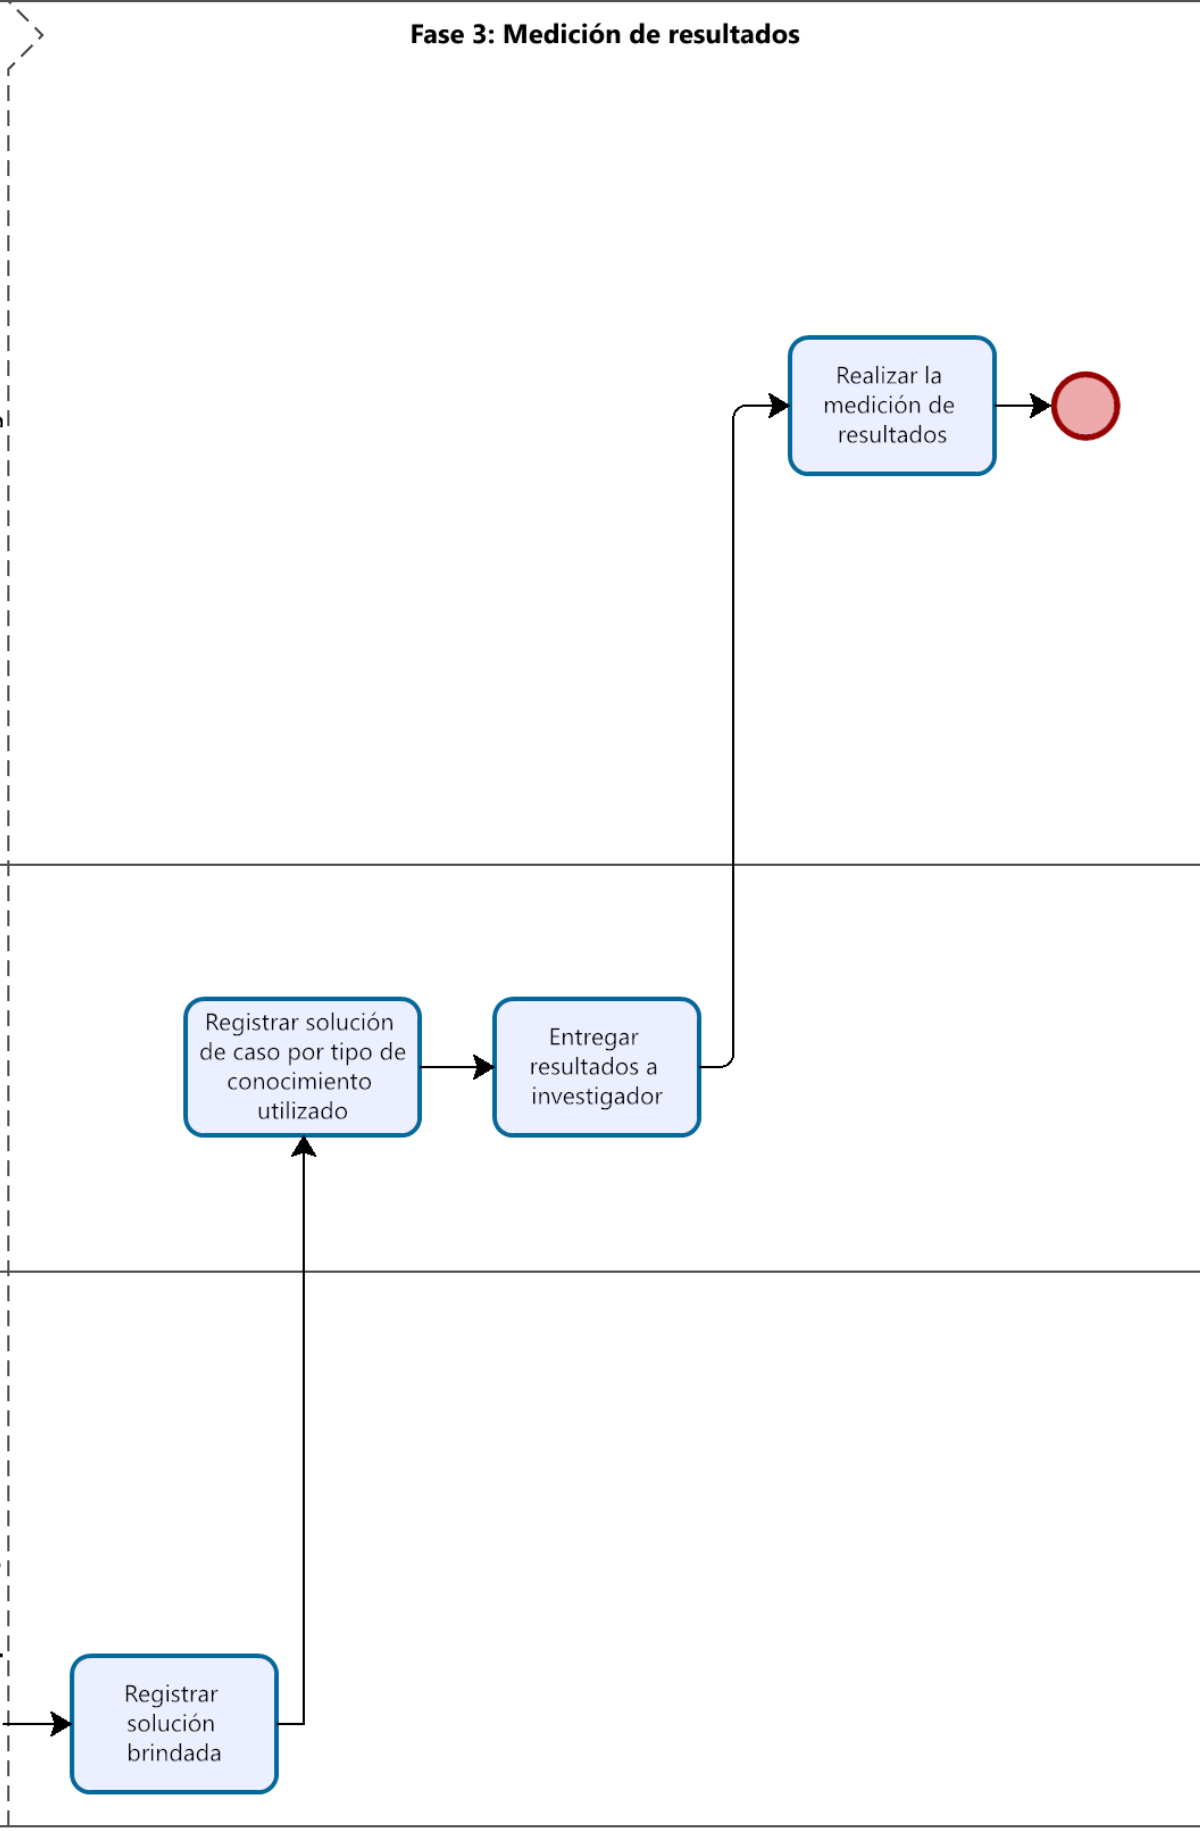 Fase 3: Medición de resultados
Realizar la
medición de
resultados
Registrar solución
de caso por tipo de
conocimiento
utilizado
Entregar
resultados a
investigador
Registrar
solución
brindada